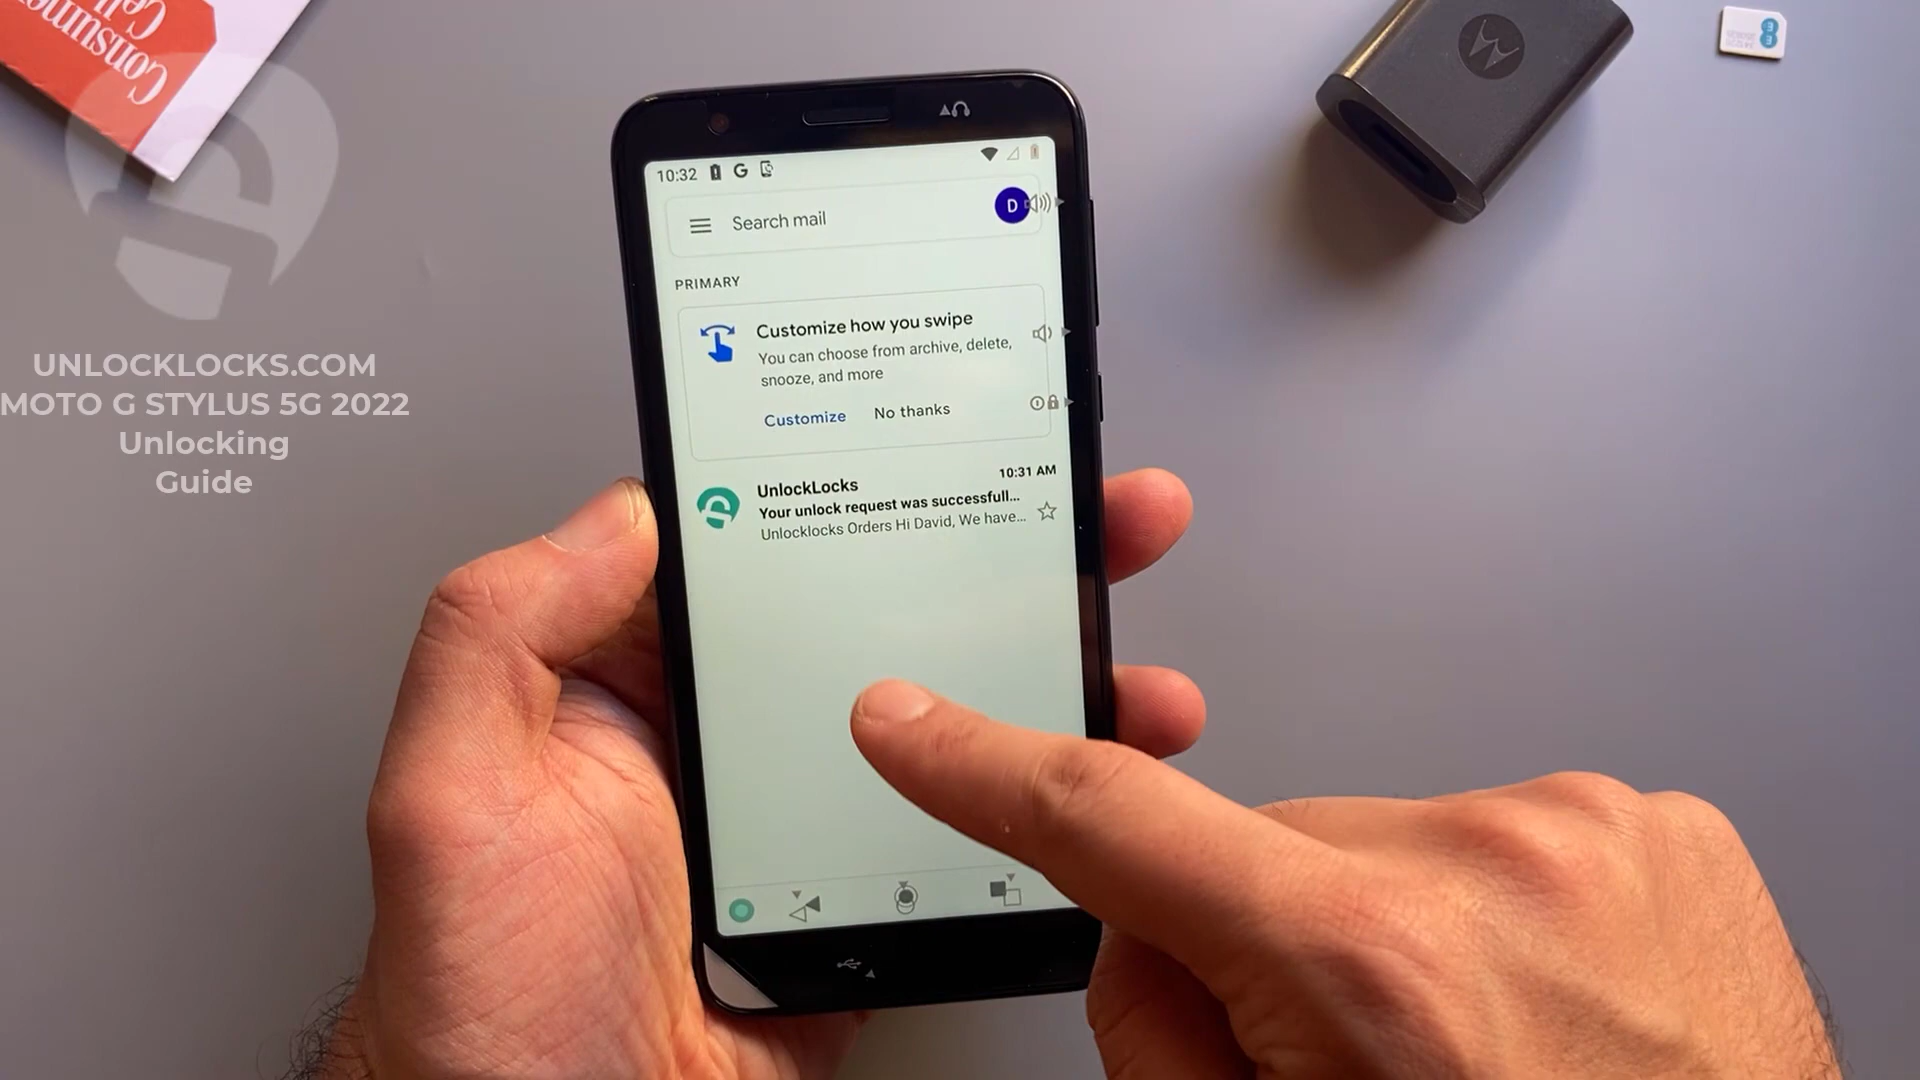 Consumer
Cell
UNLOCKLOCKS.COM
MOTO G STYLUS 5G 2022
Unlocking
Guide
10:32
G
Search mail
D
PRIMARY
Customize how you swipe
You can choose from archive, delete,
snooze, and more
Customize No thanks
UnlockLocks 10:31 AM
Your unlock request was successfull...
Unlocklocks Orders Hi David, We have...